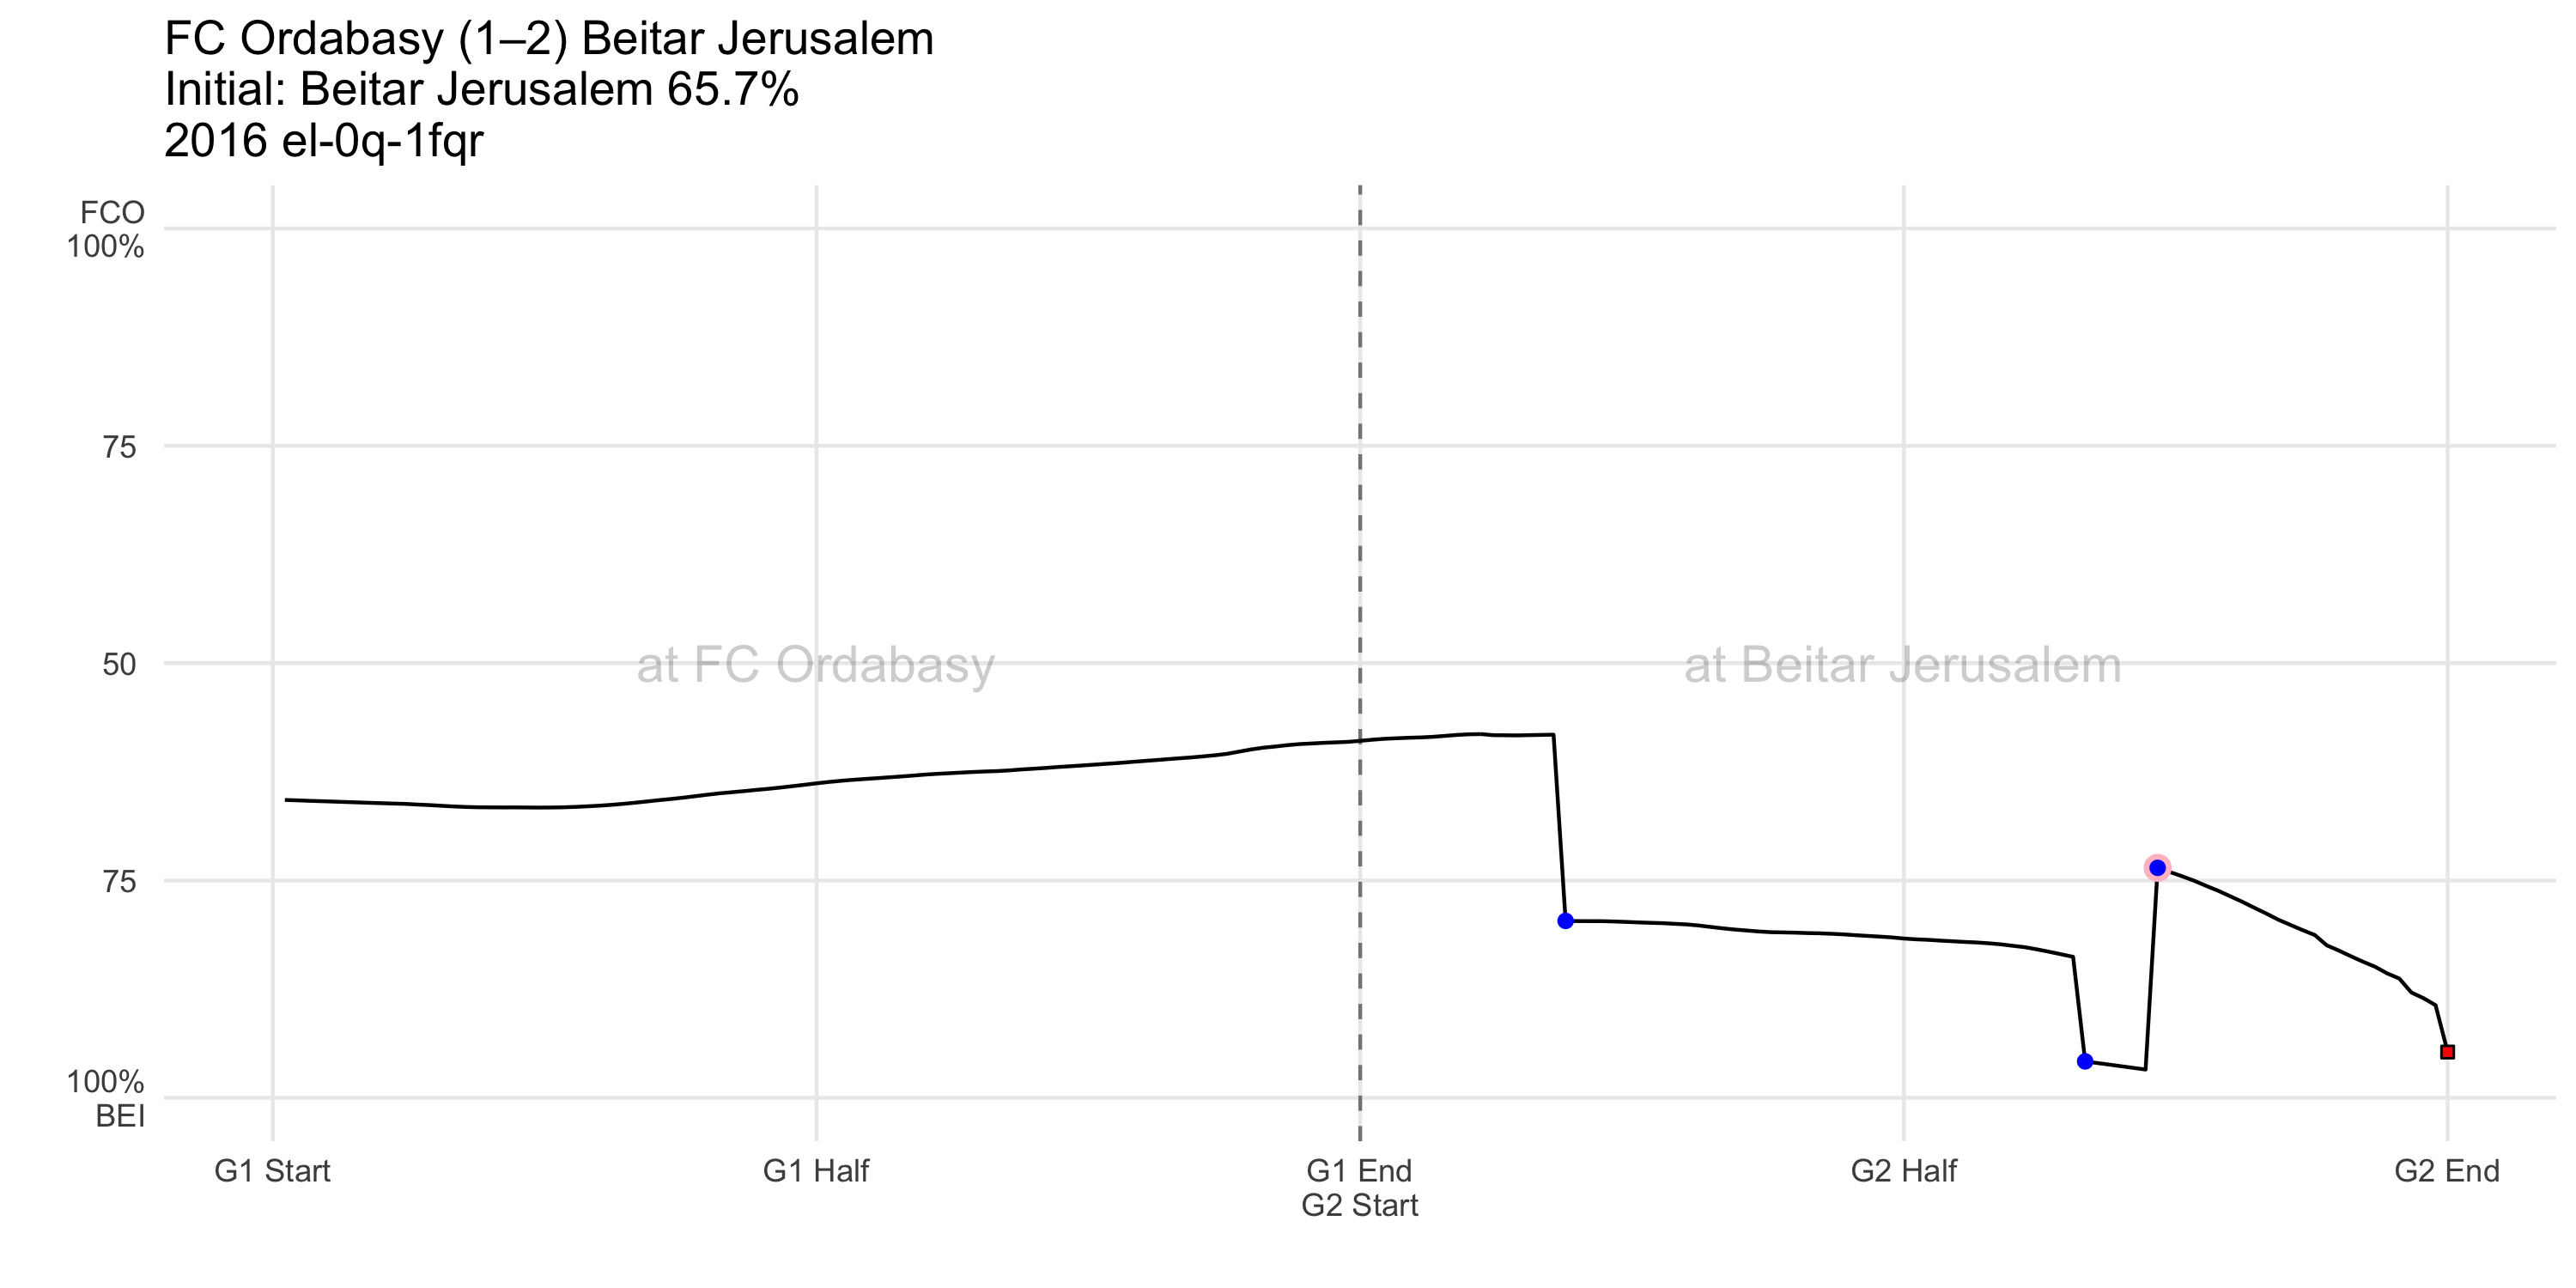 FC Ordabasy (1–2) Beitar Jerusalem
Initial: Beitar Jerusalem 65.7%
2016 el-0q-1fqr
FCO
100%
75
50
75
100%
BEI
at FC Ordabasy
at Beitar Jerusalem
G1 Start
G1 Half
G1 End
G2 Start
G2 Half
G2 End